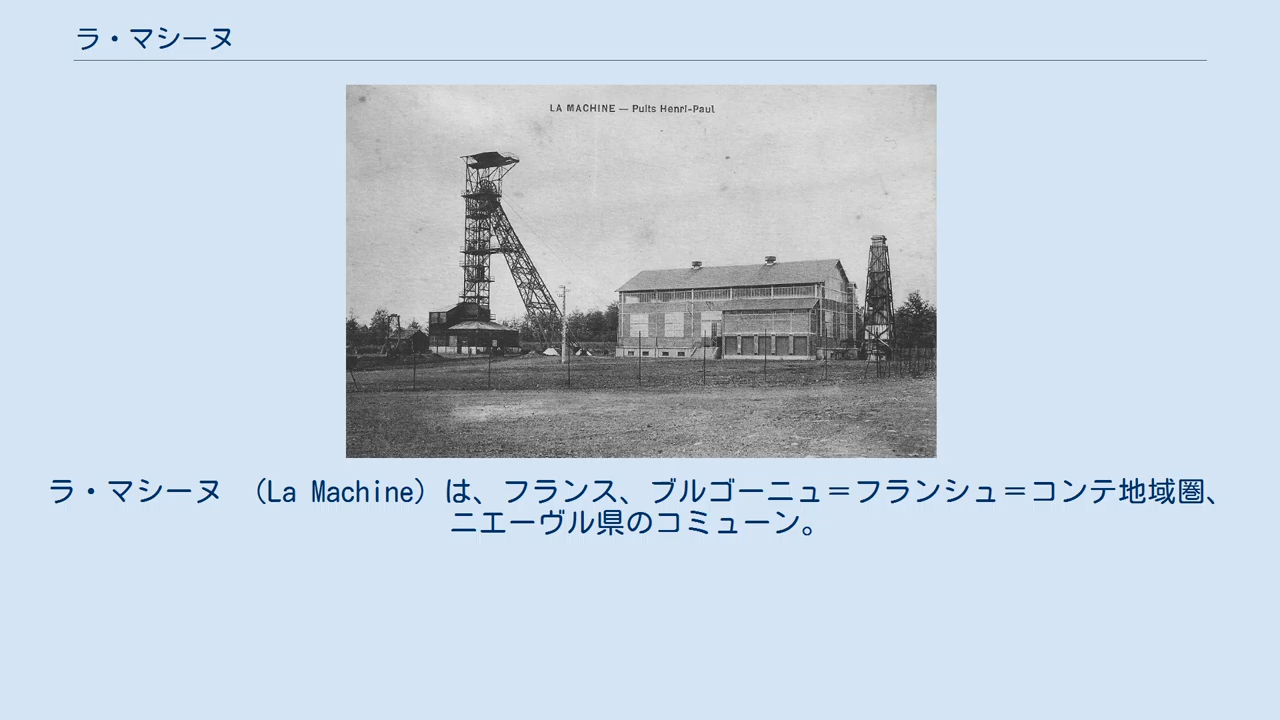 ラ・マシーヌ
LA MACHINE — Puits Henri-Paul
ラ・マシーヌ （La Machine）は、フランス、ブルゴーニュ＝フランシュ＝コンテ地域圏、
ニエーヴル県のコミューン。